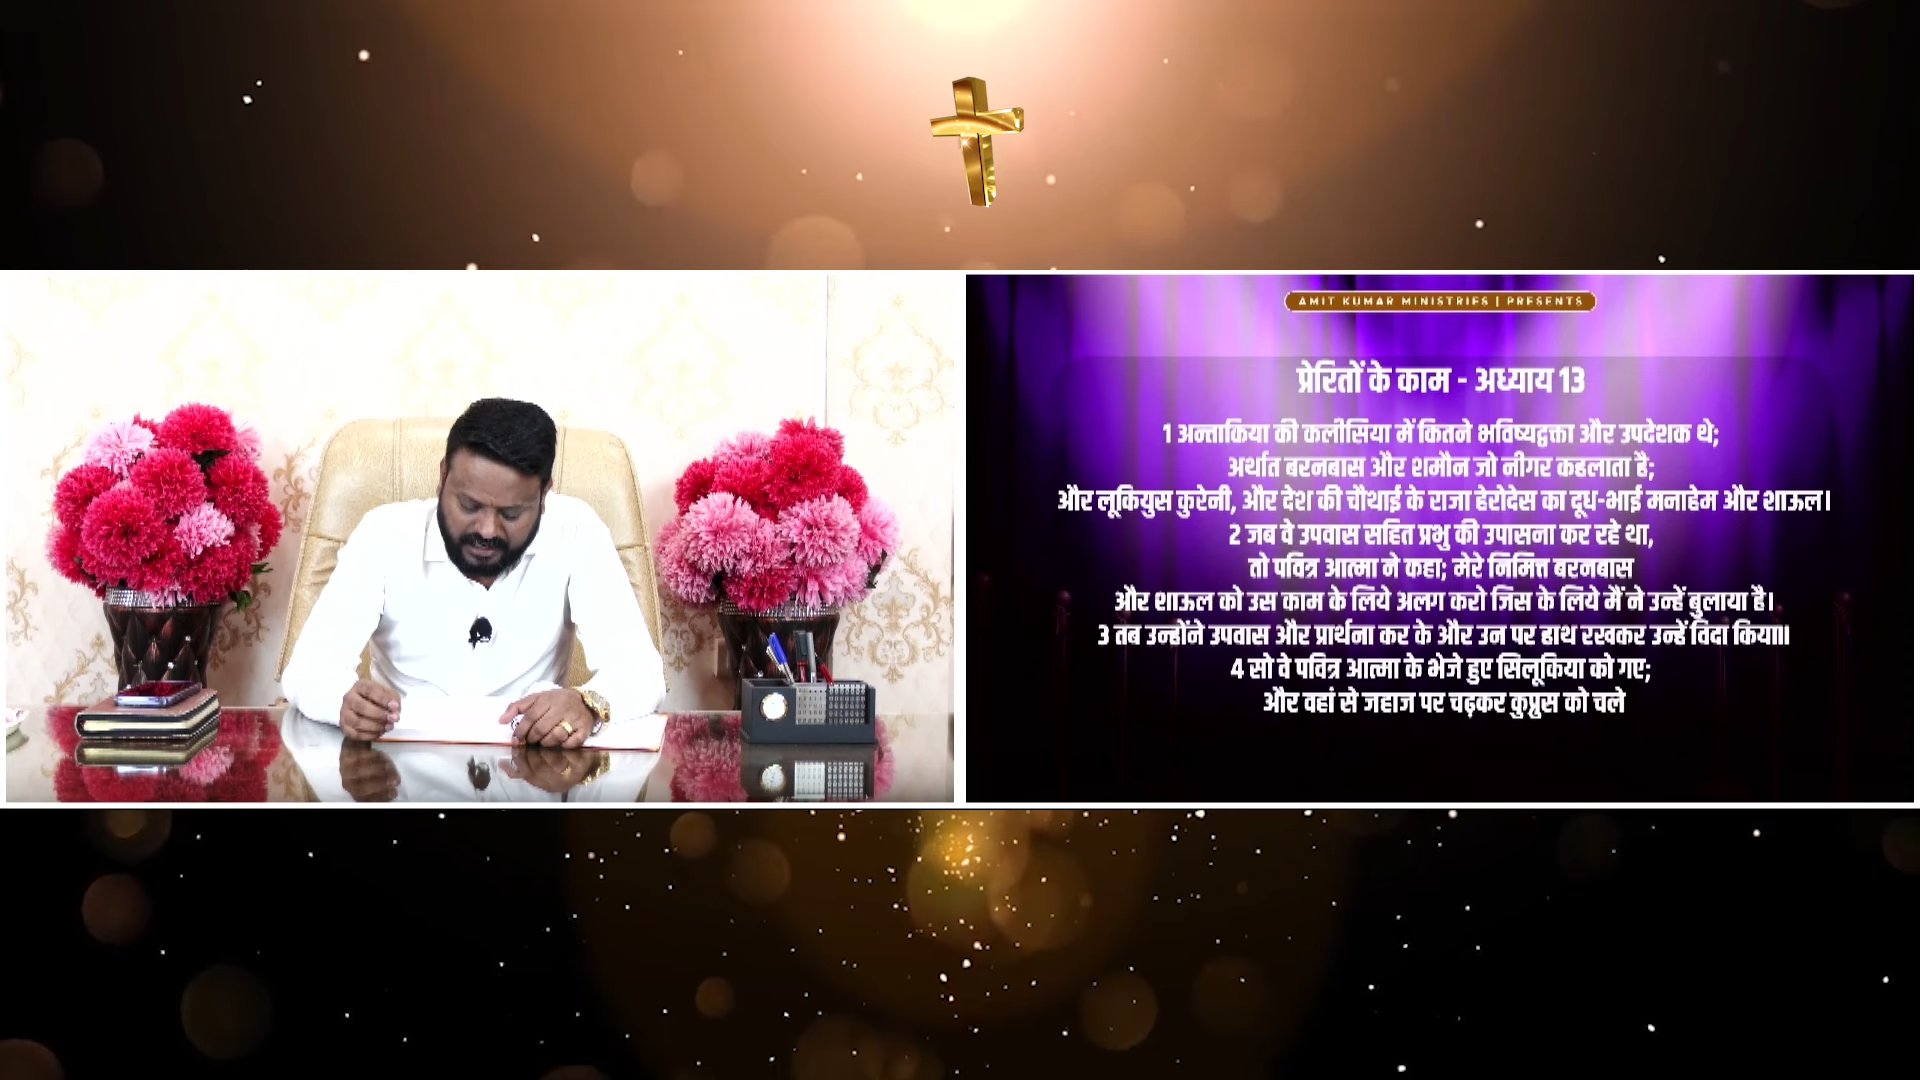 AMIT KUMAR MINISTRIES | PRESENTS
प्रेरितों के काम - अध्याय 13
1 अन्ताकिया की कलीसिया में कितने भविष्यद्वक्ता और उपदेशक थे;
अर्थात बरनबास और शमौन जो नीगर कहलाता है;
और लूकियुस कुरेनी, और देश की चौथाई के राजा हेरोदेस का दूध-भाई मनाहेम और शाऊल।
2 जब वे उपवास सहित प्रभु की उपासना कर रहे था,
तो पवित्र आत्मा ने कहा; मेरे निमित्त बरनबास
और शाऊल को उस काम के लिये अलग करो जिस के लिये मैं ने उन्हें बुलाया है।
3 तब उन्होंने उपवास और प्रार्थना कर के और उन पर हाथ रखकर उन्हें विदा किया॥
4 सो वे पवित्र आत्मा के भेजे हुए सिलूकिया को गए;
और वहां से जहाज पर चढ़कर कुप्रुस को चले